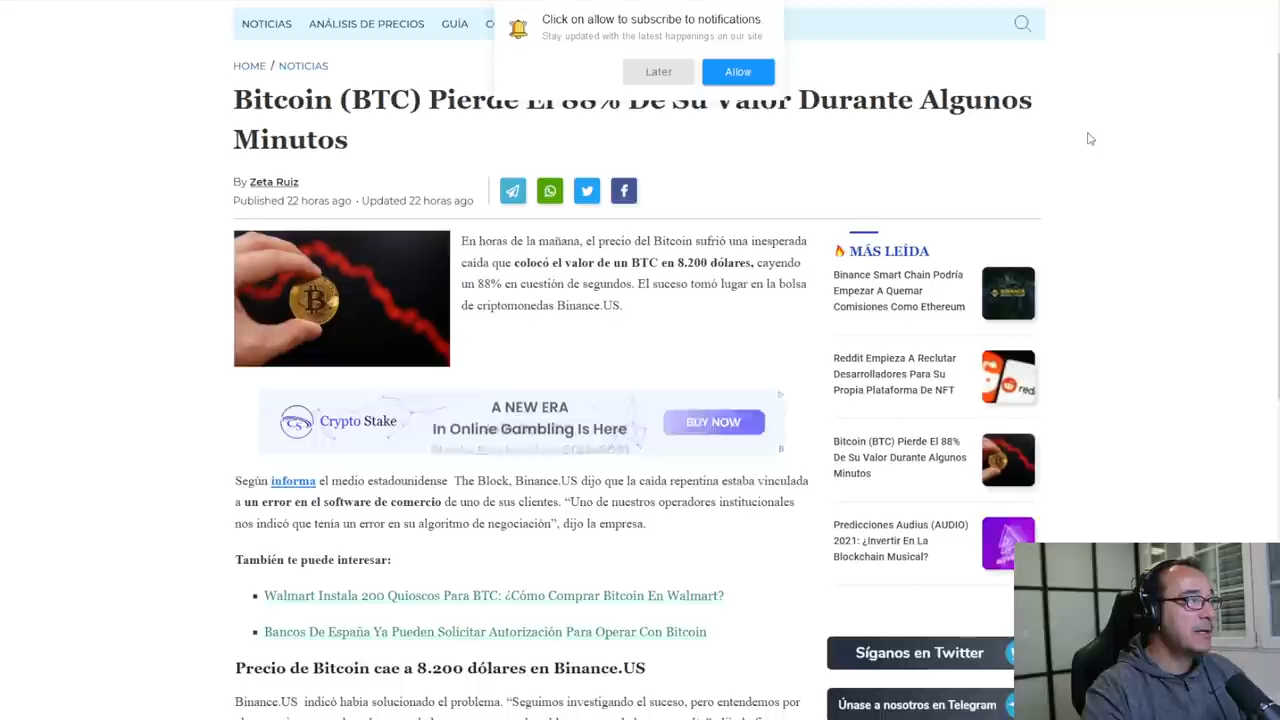 NOTICIAS ANÁLISIS DE PRECIOS GUÍA
Click on allow to subscribe to notifications
Stay updated with the latest happenings on our site
Later Allow
HOME / NOTICIAS
Bitcoin (BTC) Pierde El 88% De Su Valor Durante Algunos
Minutos
By Zeta Ruiz
Published 22 horas ago • Updated 22 horas ago
En horas de la mañana, el precio del Bitcoin sufrió una inesperada
caída que colocó el valor de un BTC en 8.200 dólares, cayendo
un 88% en cuestión de segundos. El suceso tomó lugar en la bolsa
de criptomonedas Binance.US.
Crypto Stake
A NEW ERA
In Online Gambling Is Here
BUY NOW
Según informa el medio estadounidense The Block, Binance.US dijo que la caída repentina estaba vinculada
a un error en el software de comercio de uno de sus clientes. “Uno de nuestros operadores institucionales
nos indicó que tenía un error en su algoritmo de negociación”, dijo la empresa.
También te puede interesar:
▪ Walmart Instala 200 Quioscos Para BTC: ¿Cómo Comprar Bitcoin En Walmart?
▪ Bancos De España Ya Pueden Solicitar Autorización Para Operar Con Bitcoin
Precio de Bitcoin cae a 8.200 dólares en Binance.US
Binance.US indicó había solucionado el problema. “Seguimos investigando el suceso, pero entendemos por
MÁS LEÍDA
Binance Smart Chain Podría
Empezar A Quemar
Comisiones Como Ethereum
Reddit Empieza A Reclutar
Desarrolladores Para Su
Propia Plataforma De NFT
Bitcoin (BTC) Pierde El 88%
De Su Valor Durante Algunos
Minutos
Predicciones Audius (AUDIO)
2021: ¿Invertir En La
Blockchain Musical?
Síganos en Twitter
Únase a nosotros en Telegram